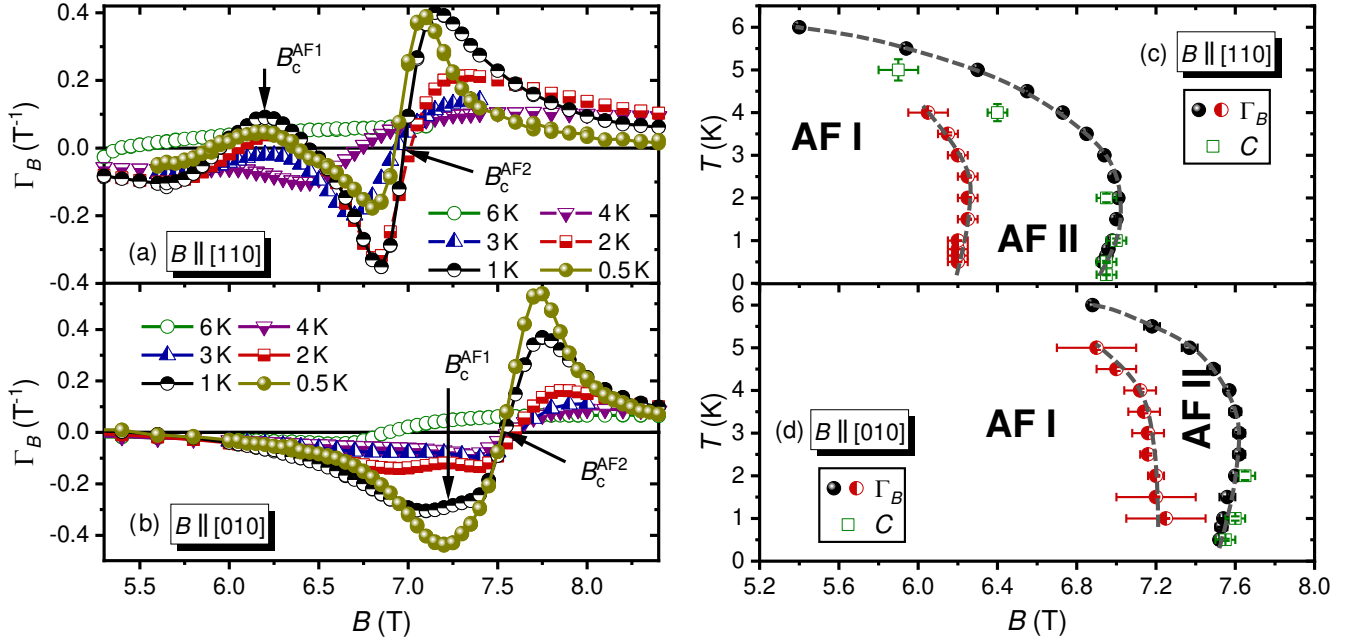 0.4
0.2
0.0
-0.2
-0.4
Γ_B (T⁻¹)
B_c^AF1
B_c^AF2
6 K 4 K
3 K 2 K
1 K 0.5 K
(a) B || [110]
0.4
0.2
0.0
-0.2
-0.4
Γ_B (T⁻¹)
6 K 4 K
3 K 2 K
1 K 0.5 K
B_c^AF1
B_c^AF2
(b) B || [010]
5.5 6.0 6.5 7.0 7.5 8.0
B (T)
6
5
4
3
2
1
0
T (K)
(c) B || [110]
Γ_B
C
AF I
AF II
6
5
4
3
2
1
0
T (K)
AF I
AF II
(d) B || [010]
Γ_B
C
5.2 5.6 6.0 6.4 6.8 7.2 7.6 8.0
B (T)